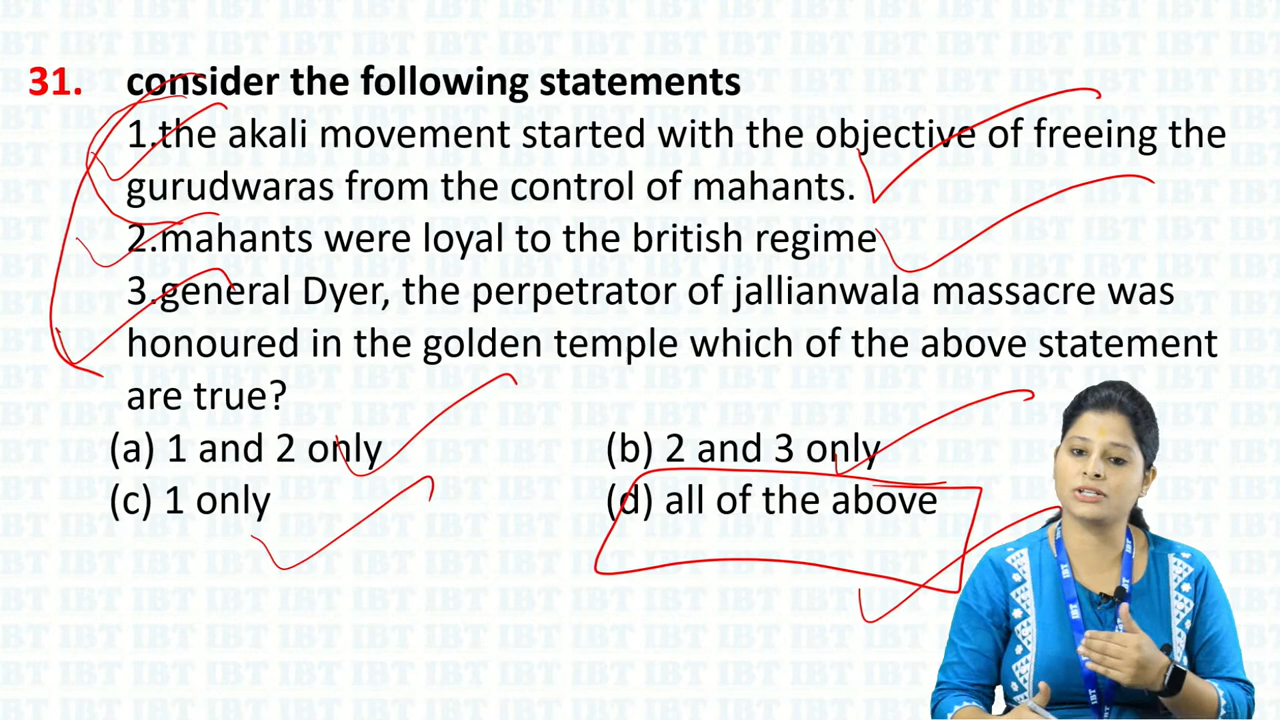 31. consider the following statements
1.the akali movement started with the objective of freeing the
gurudwaras from the control of mahants.
2.mahants were loyal to the british regime
3.general Dyer, the perpetrator of jallianwala massacre was
honoured in the golden temple which of the above statement
are true?
(a) 1 and 2 only (b) 2 and 3 only
(c) 1 only (d) all of the above